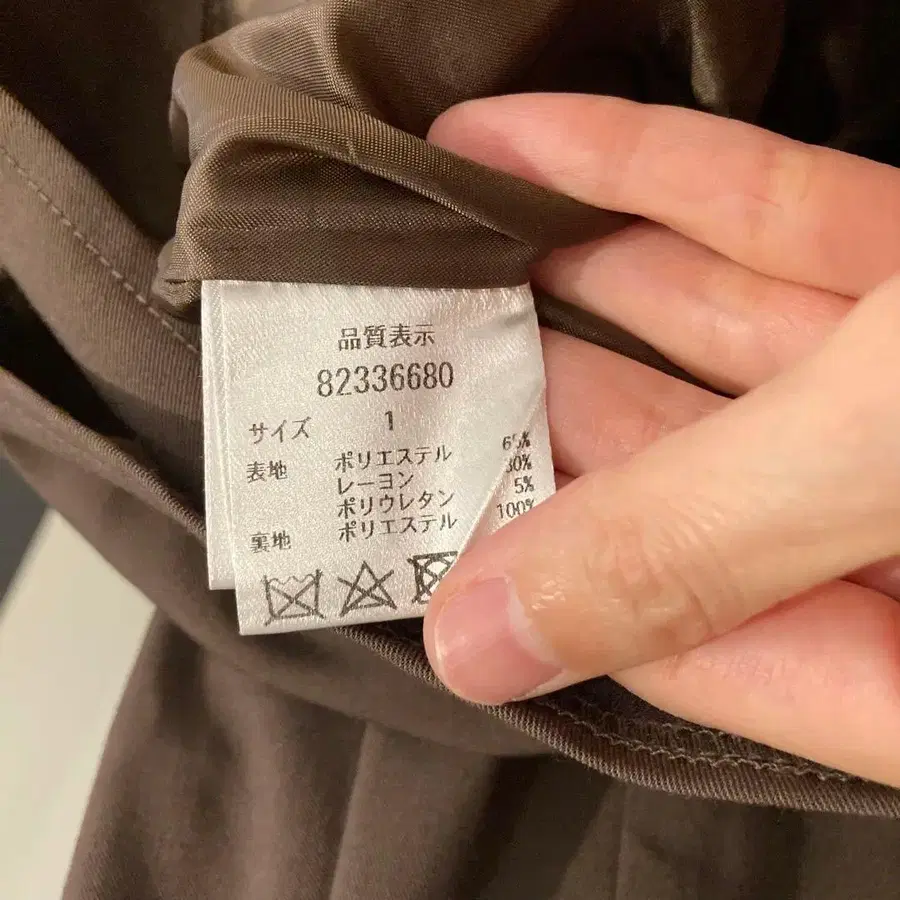 品質表示
82336680
サイズ 1
表地 ポリエステル 65%
レーヨン 30%
ポリウレタン 5%
裏地 ポリエステル 100%